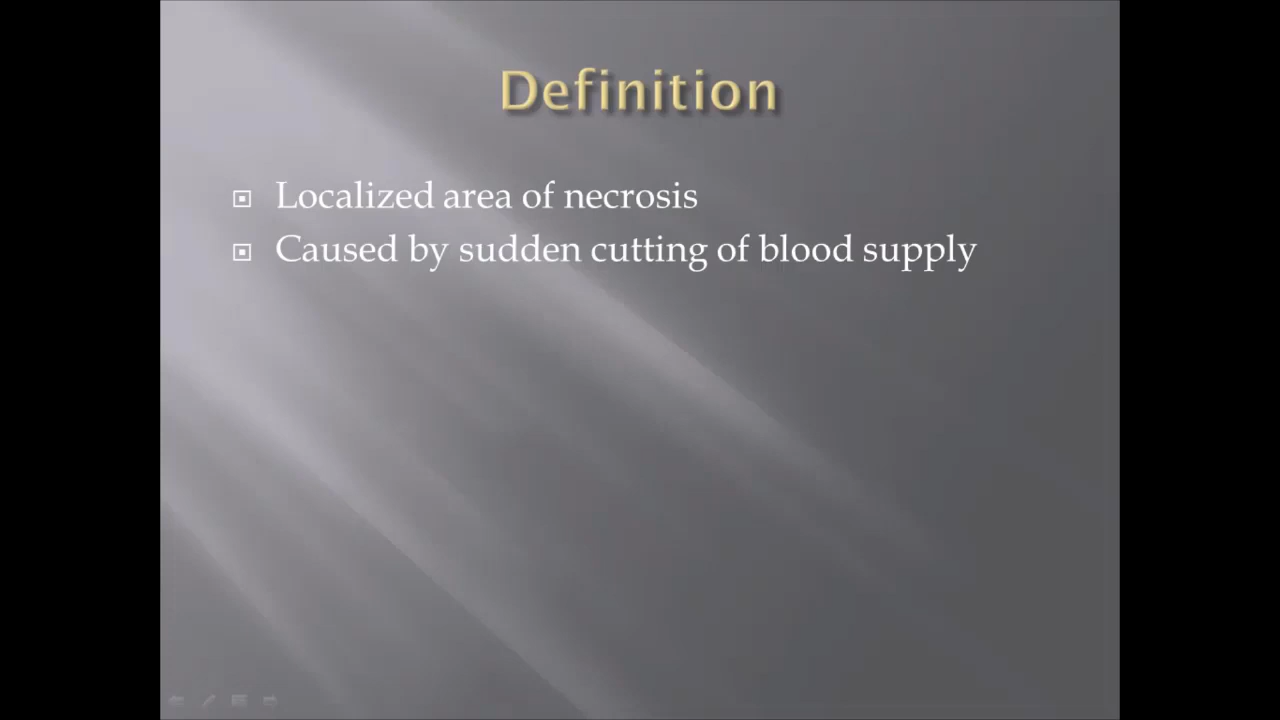 Definition
Localized area of necrosis
Caused by sudden cutting of blood supply